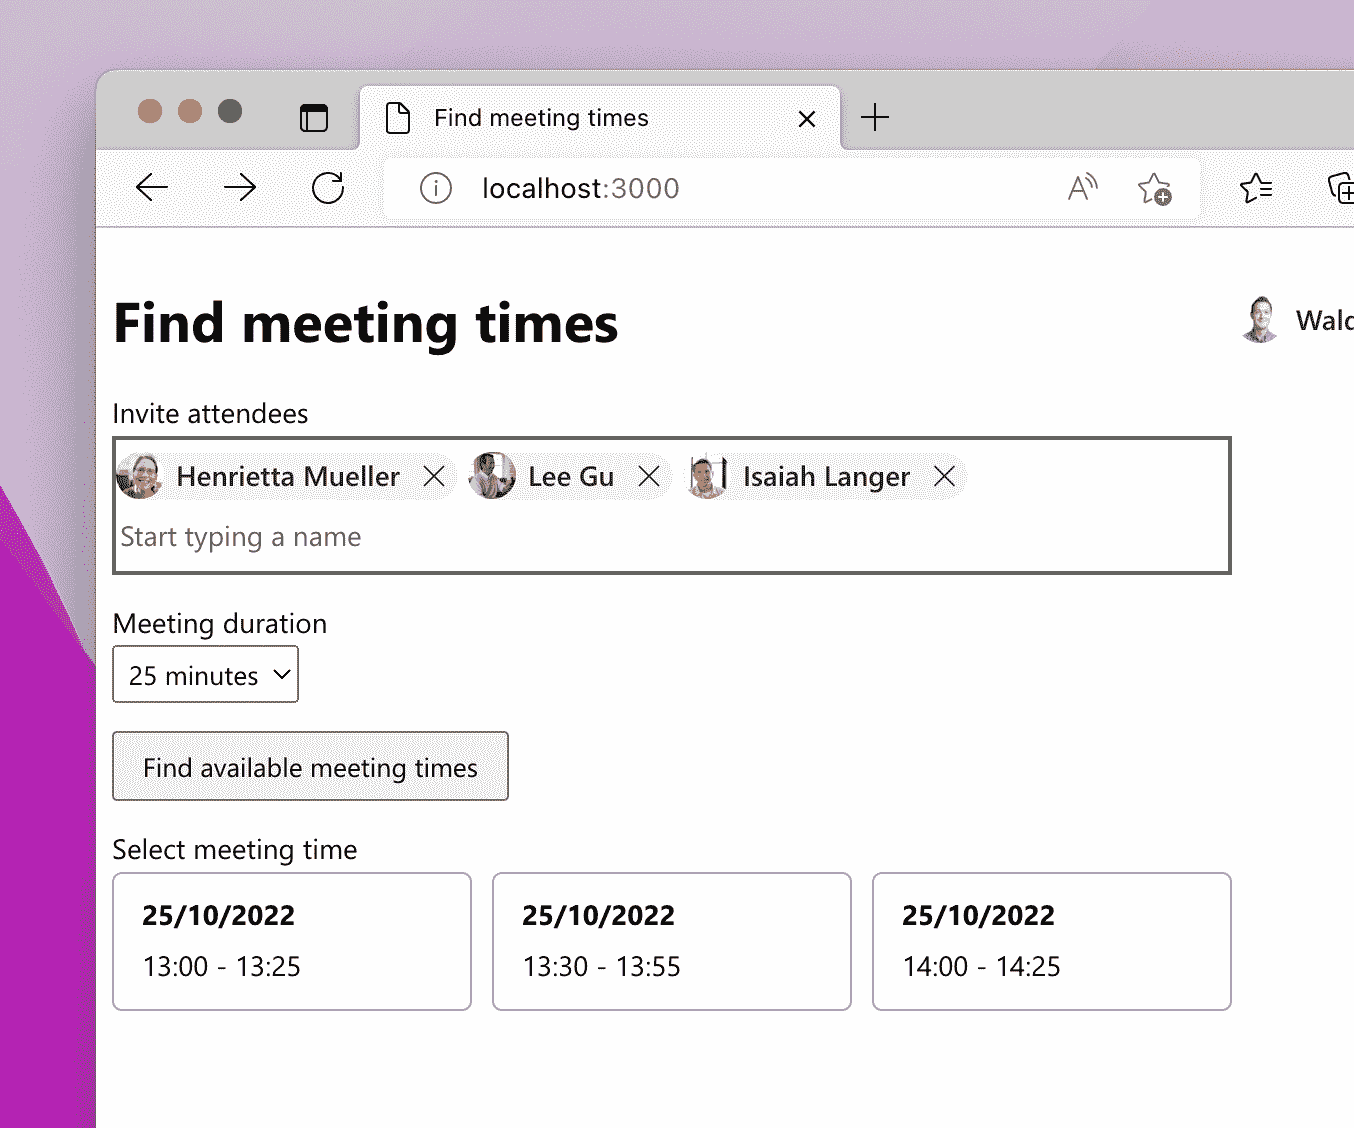 Find meeting times
localhost:3000
Find meeting times
Wald
Invite attendees
Henrietta Mueller Lee Gu Isaiah Langer
Start typing a name
Meeting duration
25 minutes
Find available meeting times
Select meeting time
25/10/2022 25/10/2022 25/10/2022
13:00 - 13:25 13:30 - 13:55 14:00 - 14:25